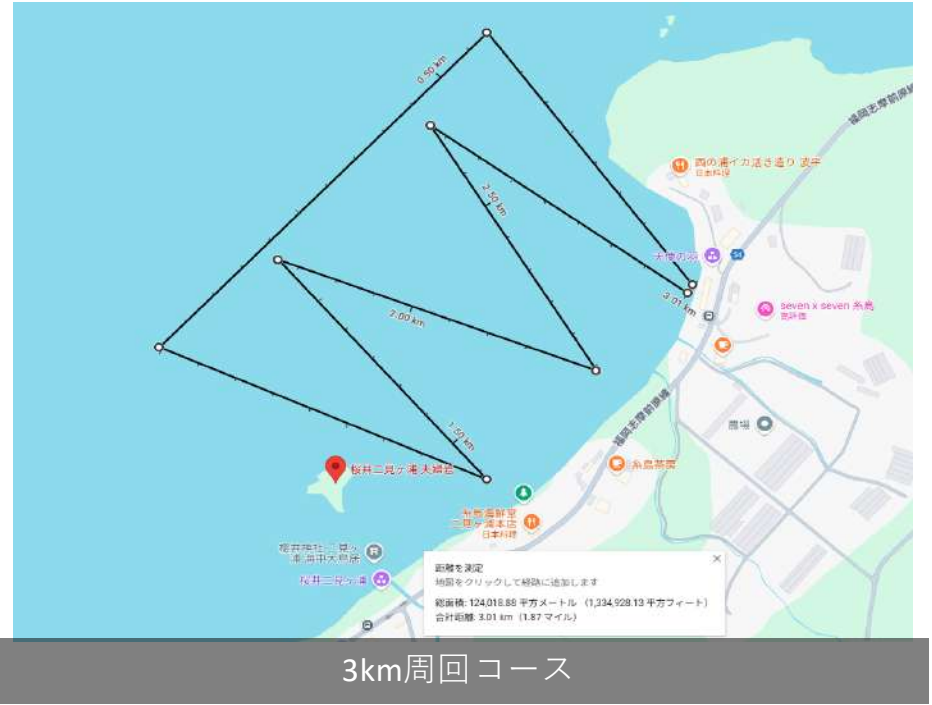 0.50 km
福岡志摩前原線
西の浦イカ活き造り 波平
日本料理
2.50 km
天使の羽
54
3.01 km
seven x seven 糸島
2.00 km
農場
福岡志摩前原線
1.50 km
桜井二見ヶ浦 夫婦岩
糸島茶房
糸島海鮮堂
二見ヶ浦本店
日本料理
櫻井神社 二見ヶ
浦 海中大鳥居
桜井二見ヶ浦
距離を測定
地図をクリックして経路に追加します
総面積: 124,018.88 平方メートル （1,334,928.13 平方フィート）
合計距離: 3.01 km（1.87 マイル）
3km周回コース